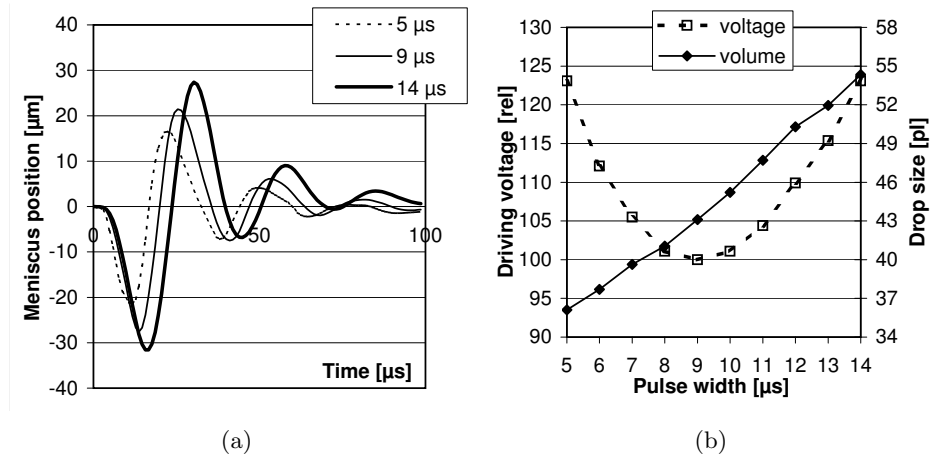 40
30
20
10
0
-10
-20
-30
-40
Meniscus position [µm]
5 µs
9 µs
14 µs
0
50
100
Time [µs]
(a)
130
125
120
115
110
105
100
95
90
Driving voltage [rel]
voltage
volume
58
55
52
49
46
43
40
37
34
Drop size [pl]
5 6 7 8 9 10 11 12 13 14
Pulse width [µs]
(b)